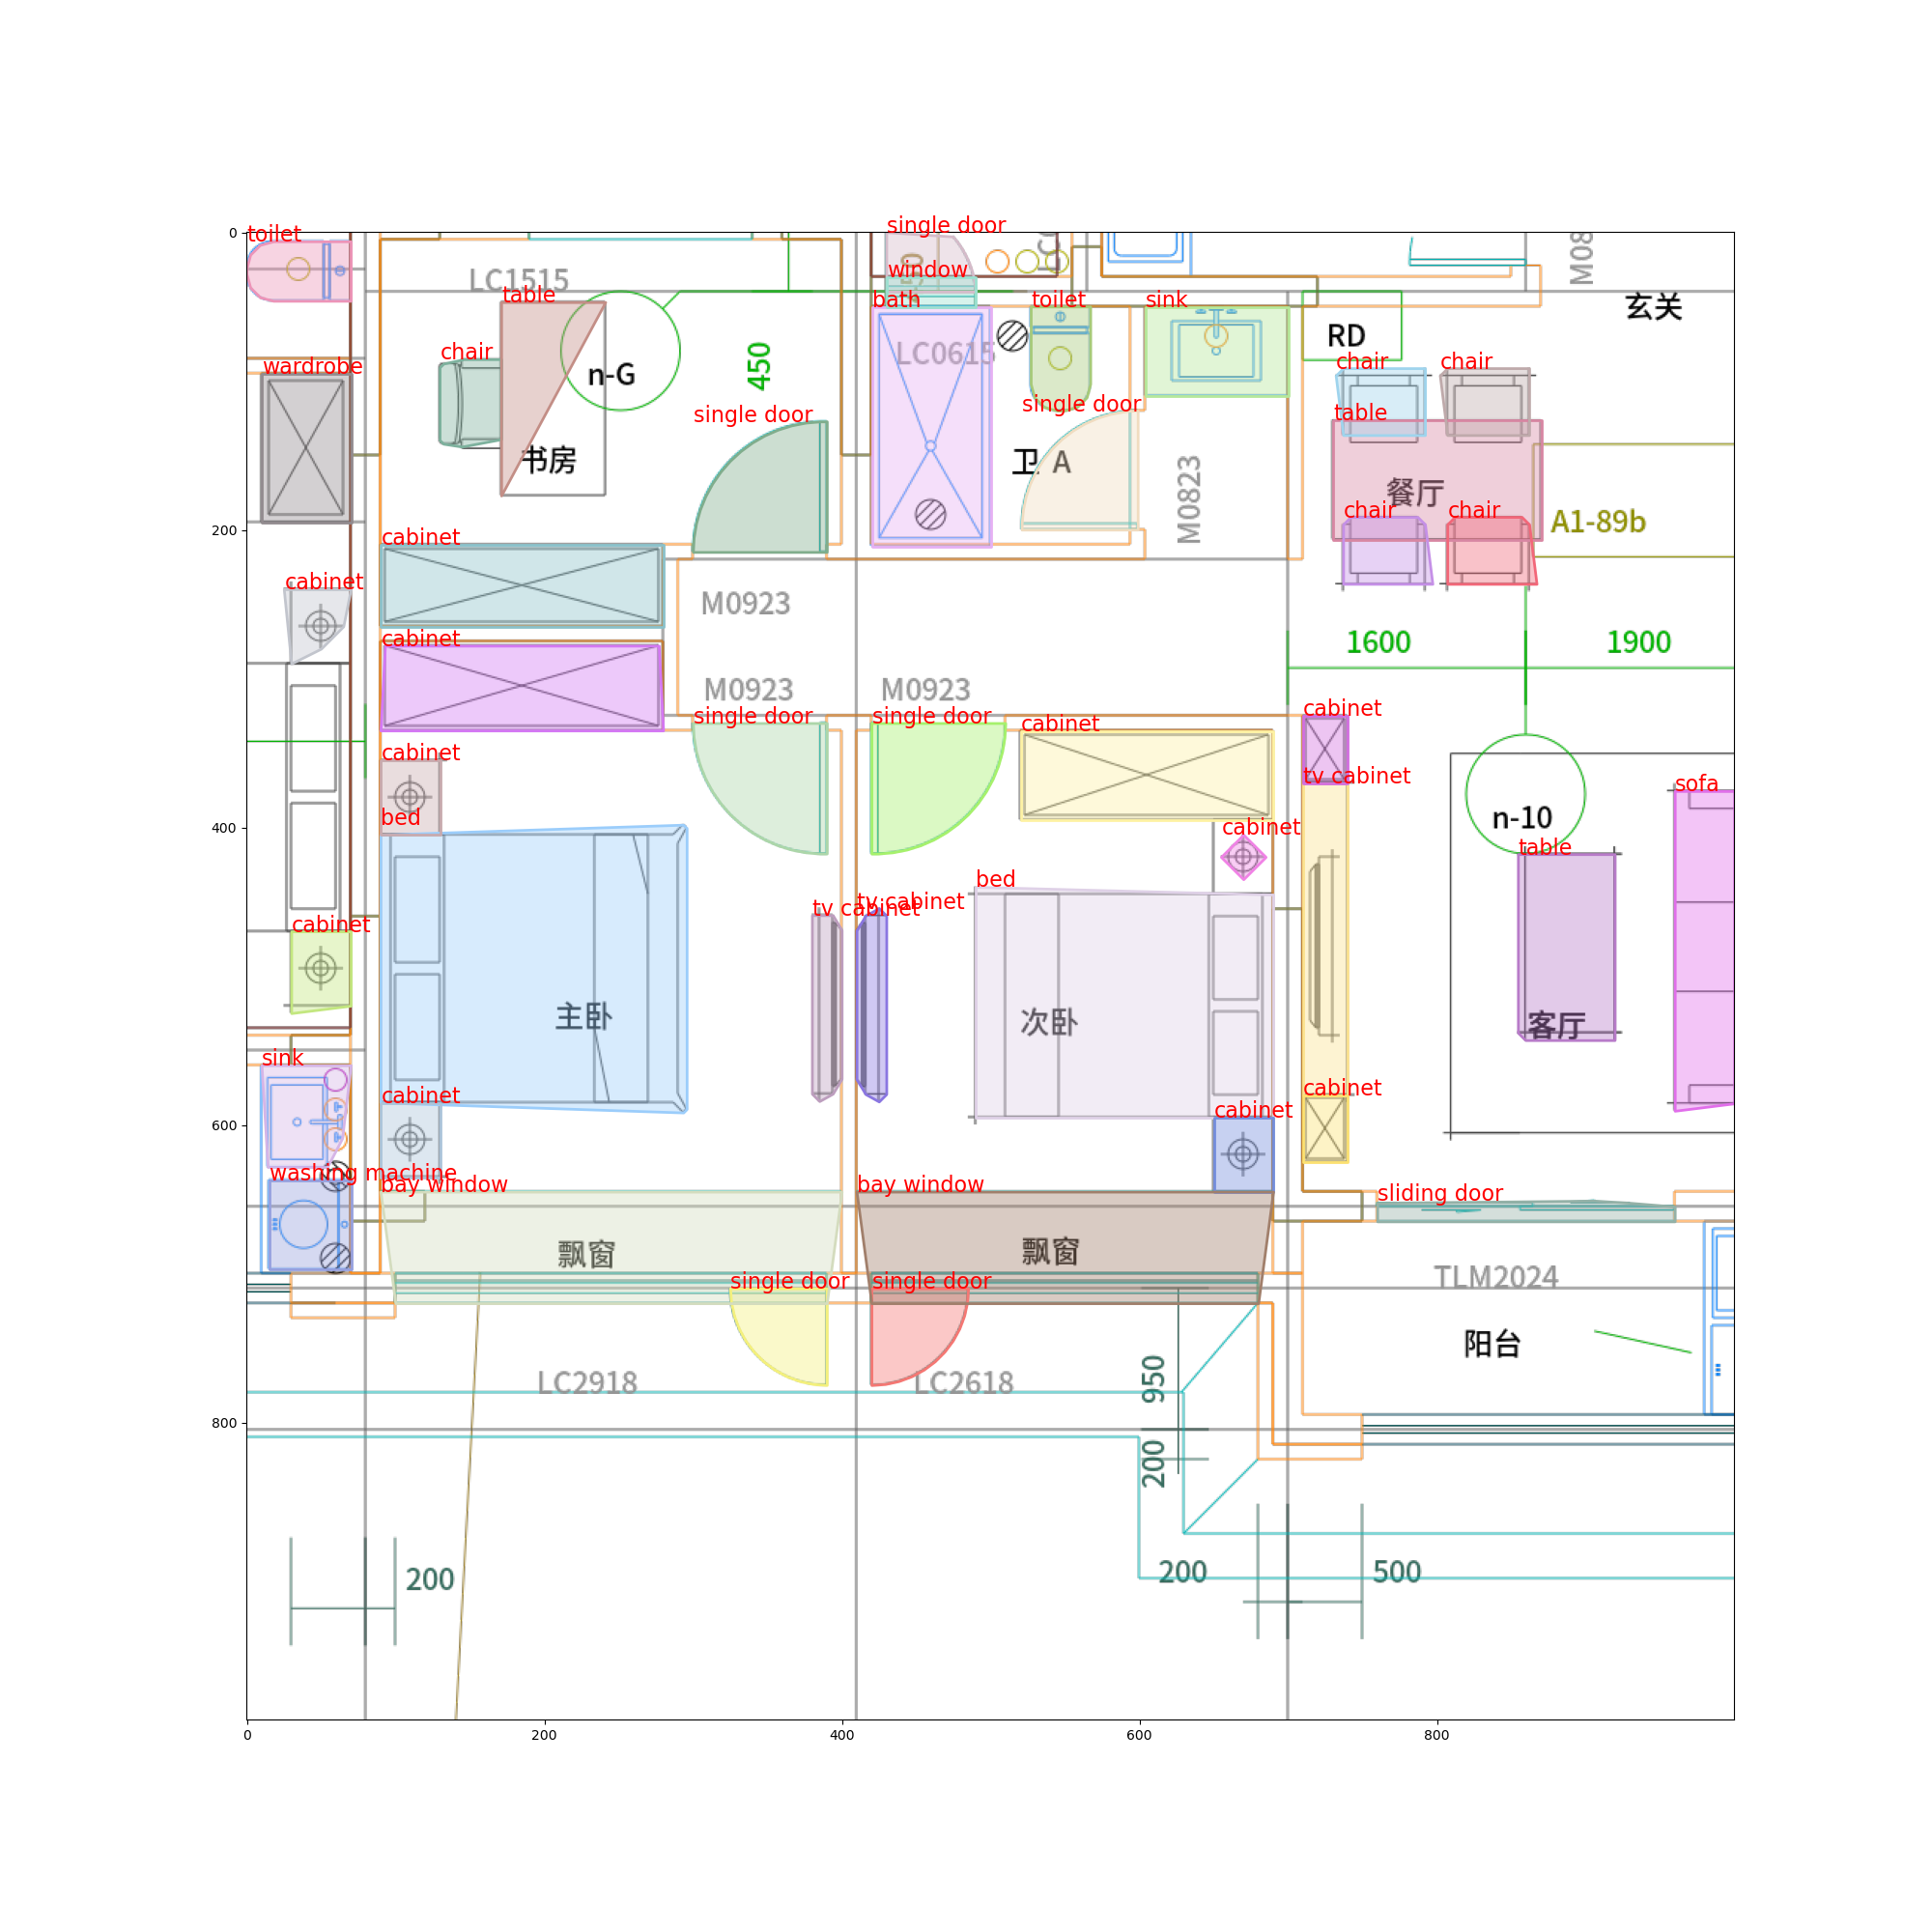 single door
toilet
0
LC1515
M08
window
table
bath
toilet
sink
玄关
RD
chair
450
n-G
LC0615
chair
chair
wardrobe
single door
single door
table
书房
卫 A
M0823
餐厅
chair
chair
A1-89b
200
cabinet
cabinet
M0923
cabinet
1600
1900
M0923
M0923
cabinet
single door
single door
cabinet
cabinet
tv cabinet
sofa
bed
n-10
cabinet
table
bed
tv cabinet
tv cabinet
400
cabinet
主卧
次卧
客厅
sink
cabinet
cabinet
cabinet
600
washing machine
bay window
bay window
sliding door
飘窗
飘窗
single door
single door
TLM2024
阳台
950
LC2918
LC2618
800
200
200
200
500
0
200
400
600
800